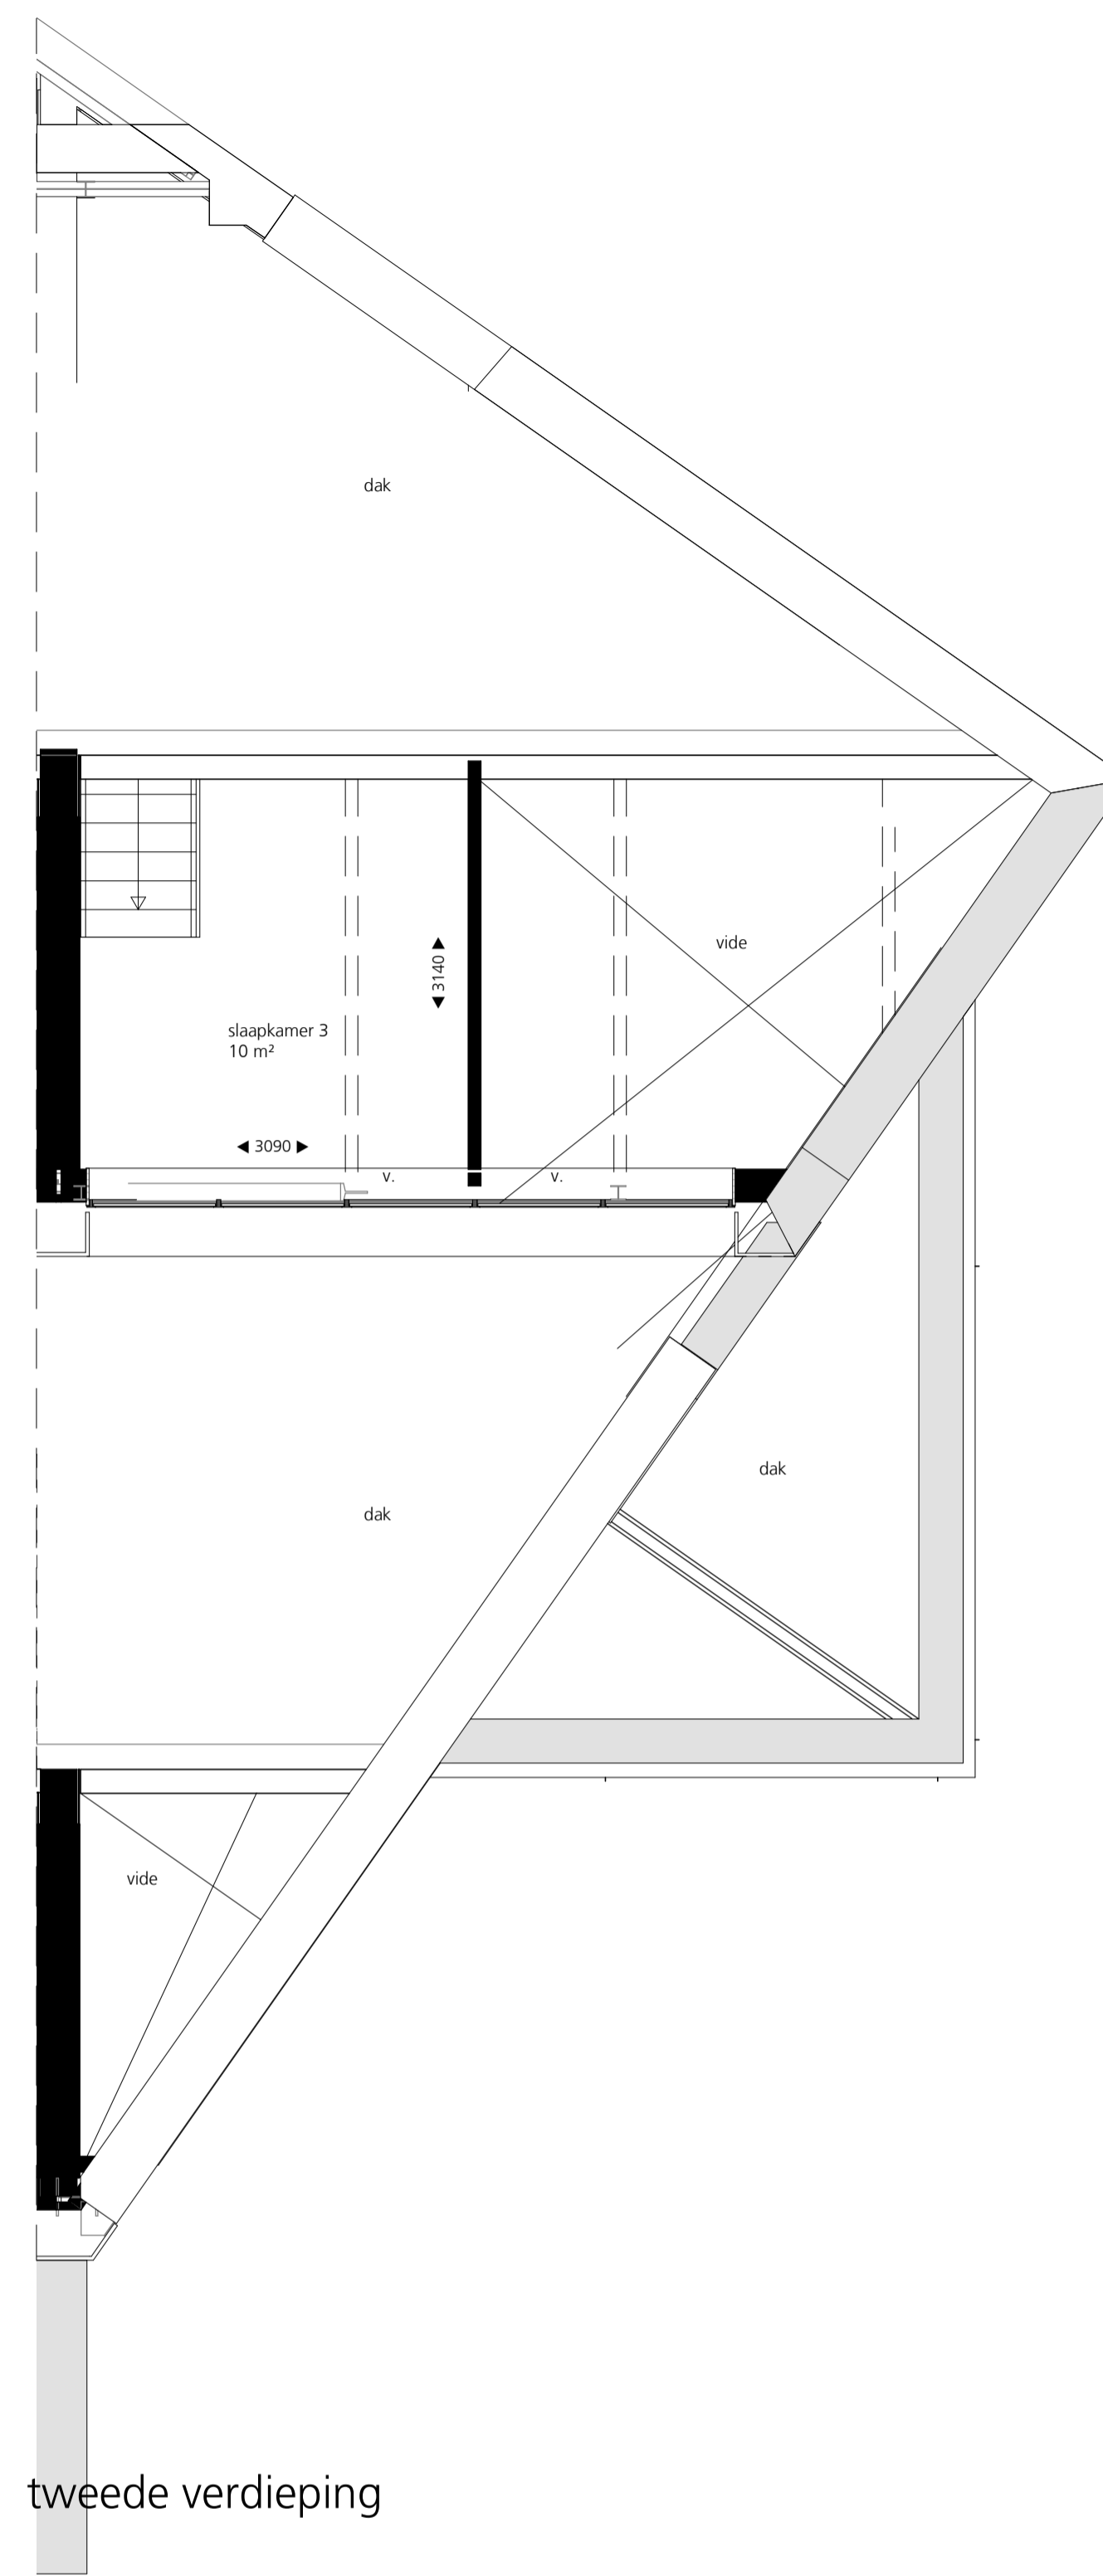 dak
vide
3140
slaapkamer 3
10 m²
3090
v.
v.
dak
dak
vide
tweede verdieping